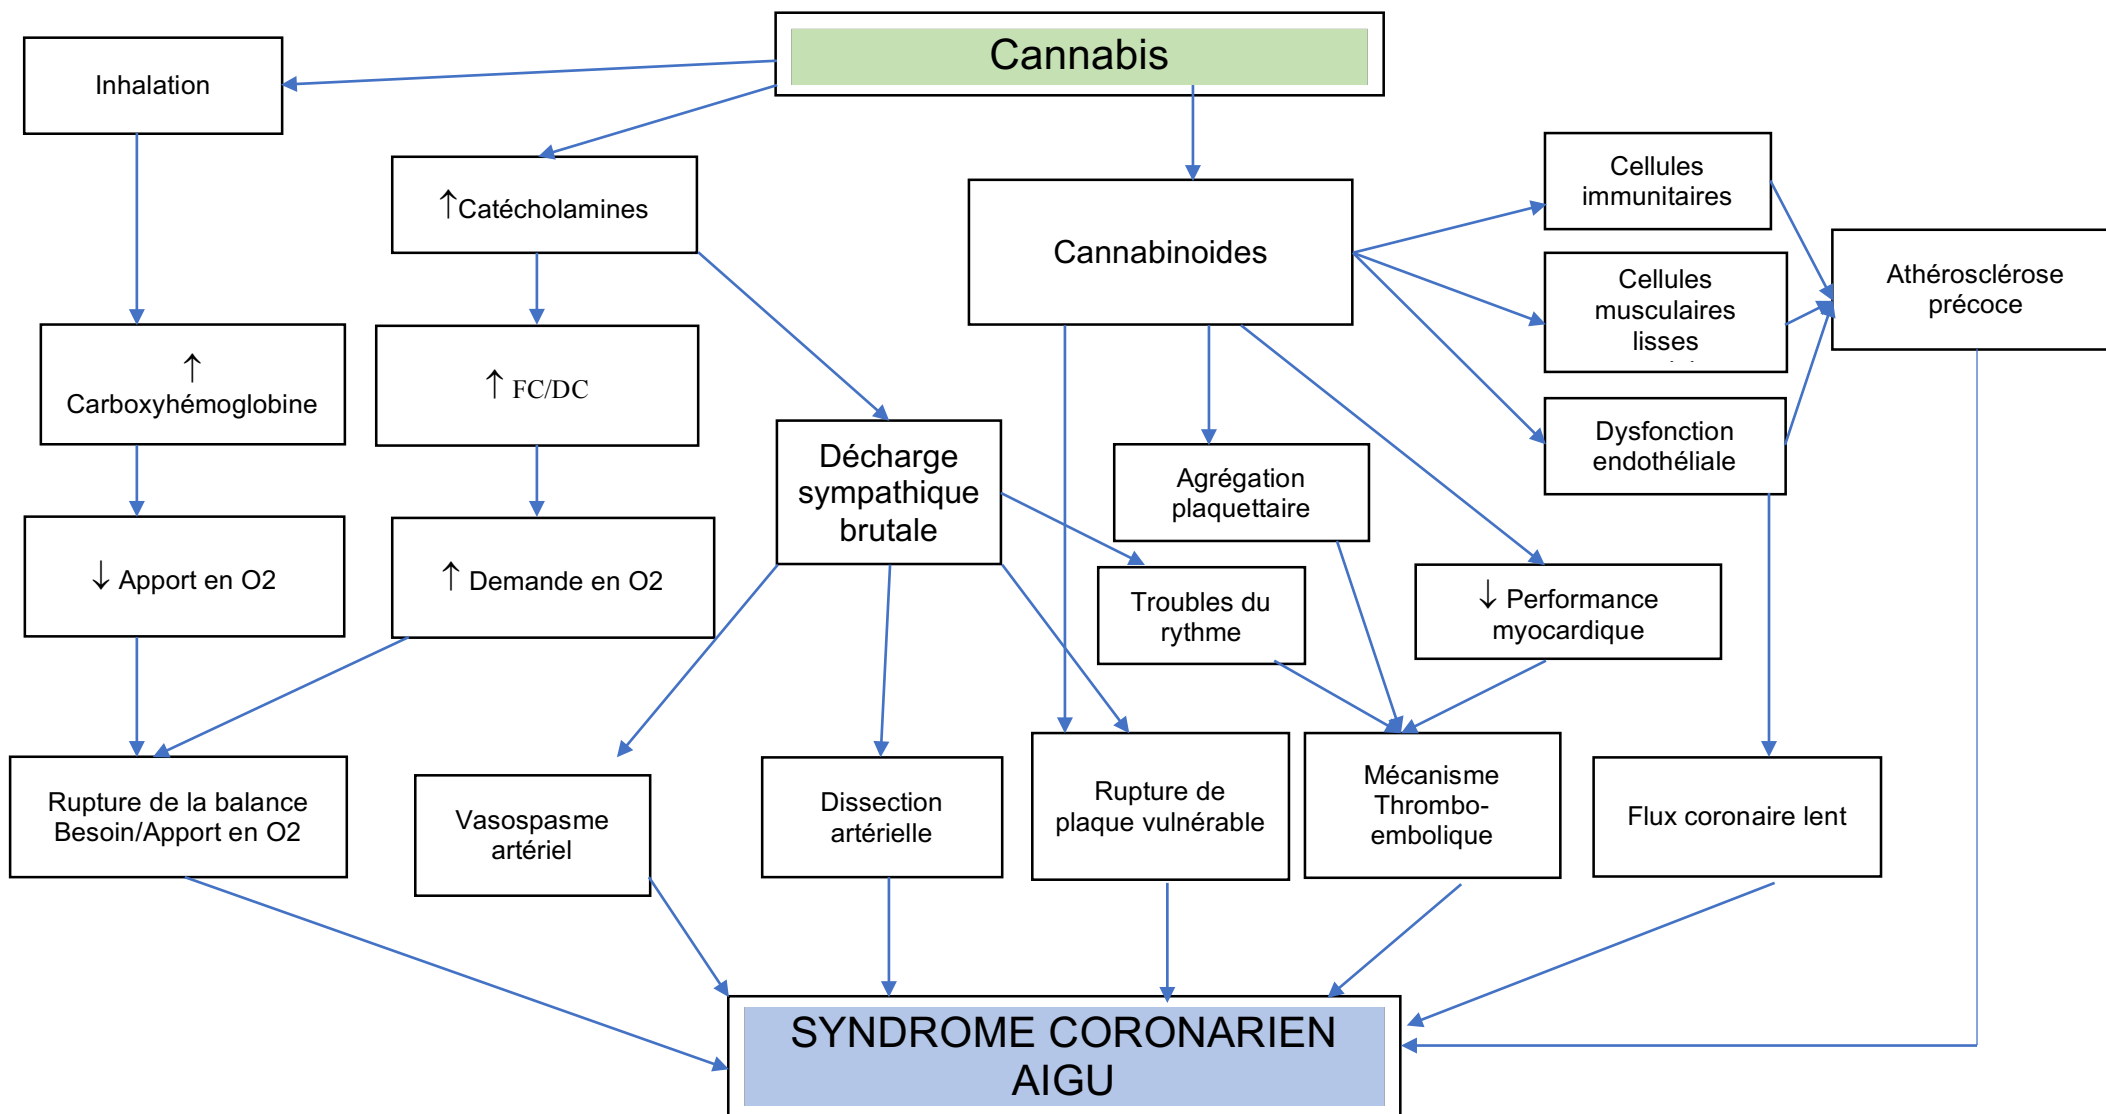 Cannabis
Inhalation
↑Catécholamines
Cannabinoides
Cellules
immunitaires
Cellules
musculaires
lisses
Athérosclérose
précoce
↑
Carboxyhémoglobine
↑ FC/DC
Décharge
sympathique
brutale
Agrégation
plaquettaire
Dysfonction
endothéliale
↓ Apport en O2
↑ Demande en O2
Troubles du
rythme
↓ Performance
myocardique
Rupture de la balance
Besoin/Apport en O2
Vasospasme
artériel
Dissection
artérielle
Rupture de
plaque vulnérable
Mécanisme
Thrombo-
embolique
Flux coronaire lent
SYNDROME CORONARIEN
AIGU